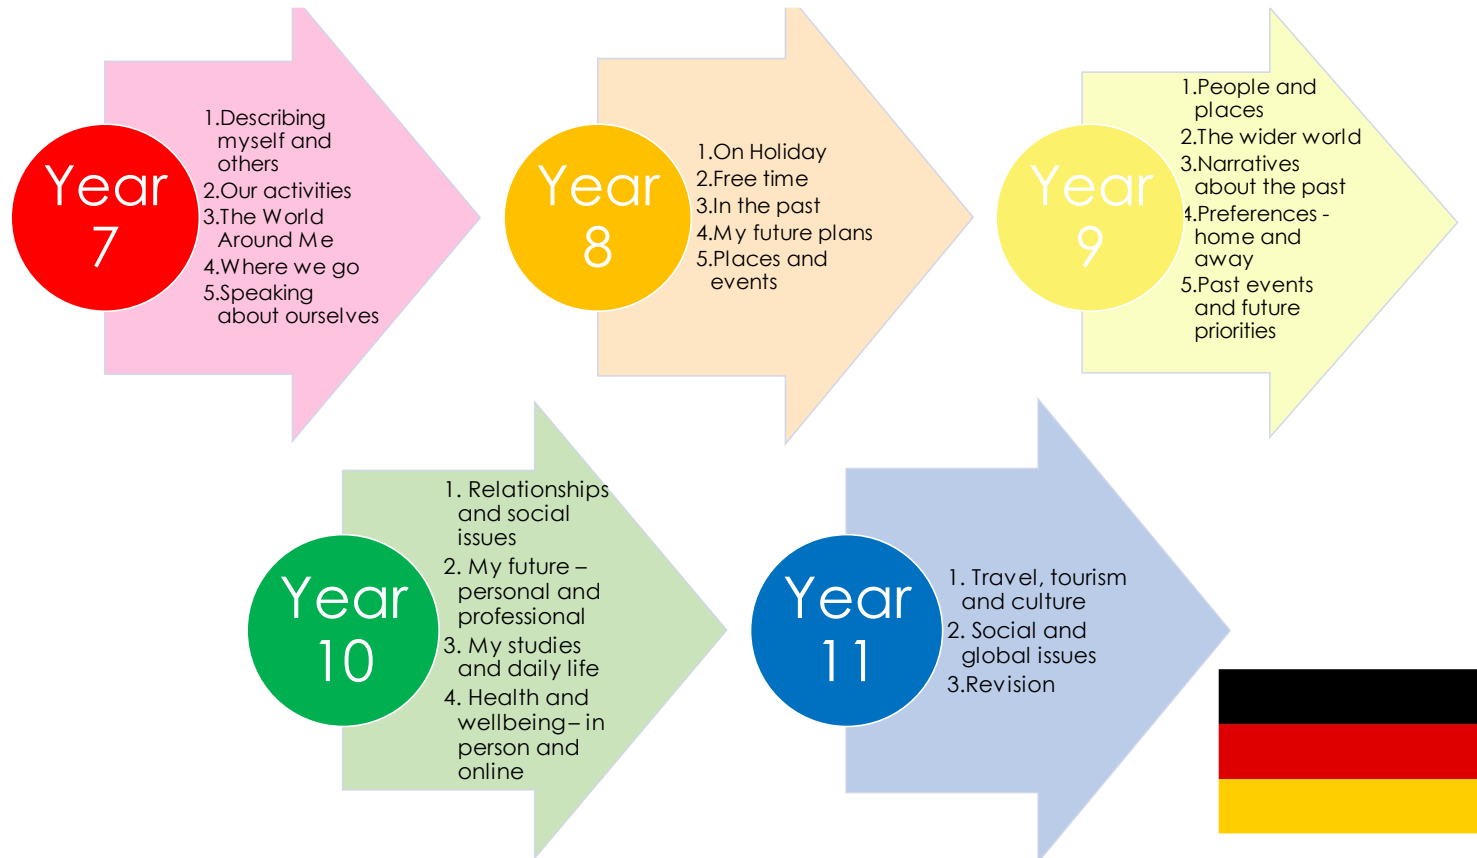 Year
7
1.Describing
myself and
others
2.Our activities
3.The World
Around Me
4.Where we go
5.Speaking
about ourselves
Year
8
1.On Holiday
2.Free time
3.In the past
4.My future plans
5.Places and
events
Year
9
1.People and
places
2.The wider world
3.Narratives
about the past
4.Preferences -
home and
away
5.Past events
and future
priorities
Year
10
1. Relationships
and social
issues
2. My future –
personal and
professional
3. My studies
and daily life
4. Health and
wellbeing – in
person and
online
Year
11
1. Travel, tourism
and culture
2. Social and
global issues
3.Revision